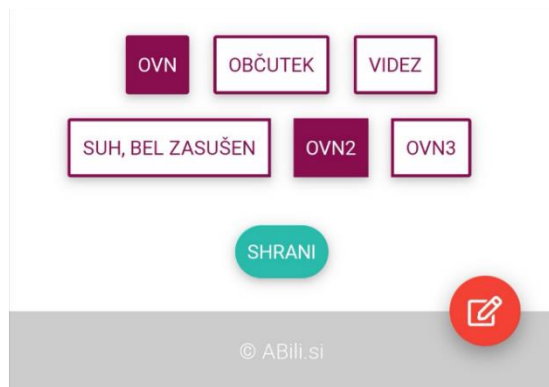 OVN OBČUTEK VIDEZ
SUH, BEL ZASUŠEN OVN2 OVN3
SHRANI
© ABili.si